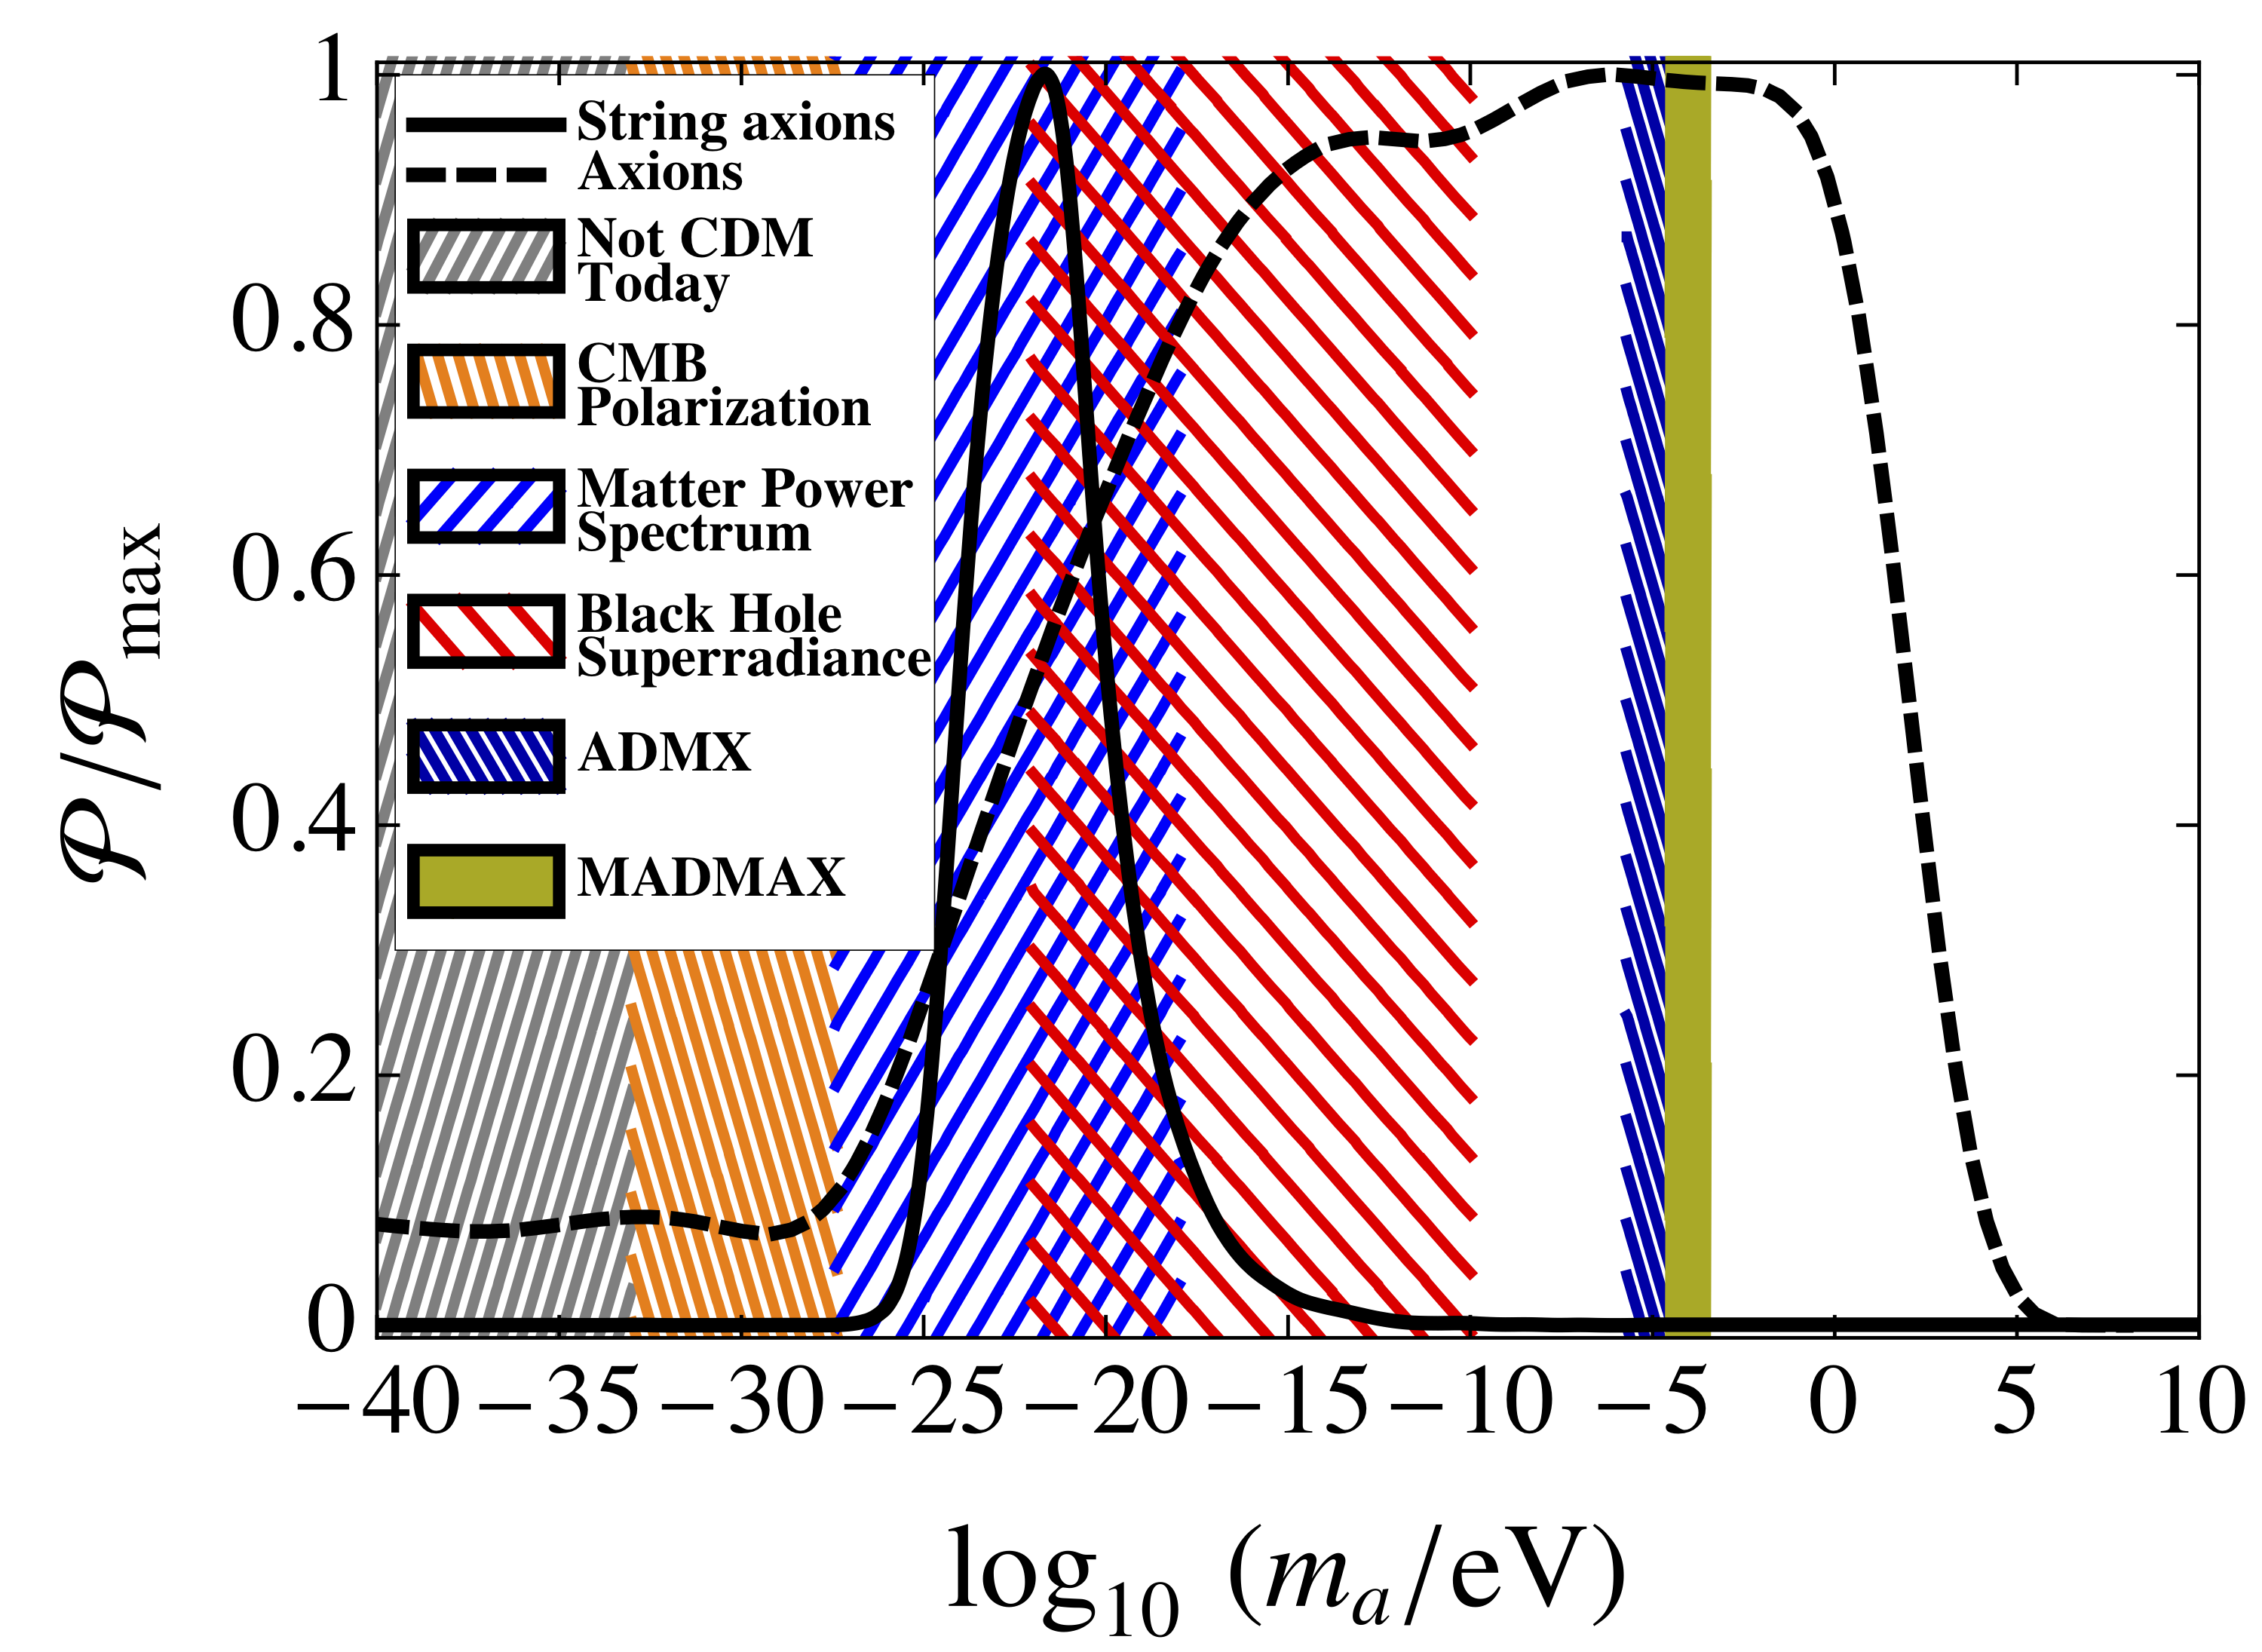 1
0.8
0.6
0.4
0.2
0
𝒫/𝒫max
String axions
Axions
Not CDM
Today
CMB
Polarization
Matter Power
Spectrum
Black Hole
Superradiance
ADMX
MADMAX
−40 −35 −30 −25 −20 −15 −10 −5 0 5 10
log10 (ma/eV)